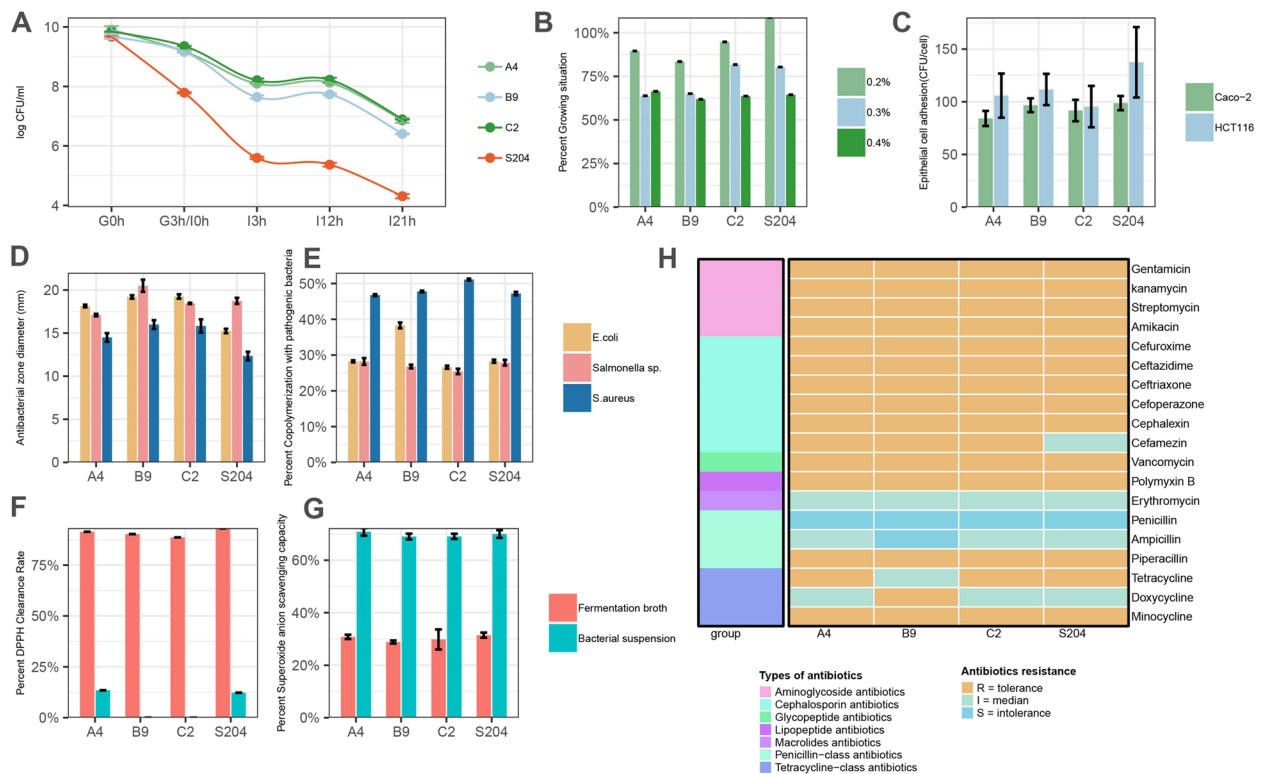 A
log CFU/ml
10
8
6
4
G0h
G3h/I0h
I3h
I12h
I21h
A4
B9
C2
S204
B
Percent Growing situation
100%
75%
50%
25%
0%
A4
B9
C2
S204
0.2%
0.3%
0.4%
C
Epithelial cell adhesion(CFU/cell)
150
100
50
0
A4
B9
C2
S204
Caco-2
HCT116
D
Antibacterial zone diameter (mm)
20
15
10
5
0
A4
B9
C2
S204
E
Percent Copolymerization with pathogenic bacteria
50%
40%
30%
20%
10%
0%
A4
B9
C2
S204
E.coli
Salmonella sp.
S.aureus
F
Percent DPPH Clearance Rate
75%
50%
25%
0%
A4
B9
C2
S204
G
Percent Superoxide anion scavenging capacity
60%
40%
20%
0%
A4
B9
C2
S204
Fermentation broth
Bacterial suspension
H
Gentamicin
kanamycin
Streptomycin
Amikacin
Cefuroxime
Ceftazidime
Ceftriaxone
Cefoperazone
Cephalexin
Cefamezin
Vancomycin
Polymyxin B
Erythromycin
Penicillin
Ampicillin
Piperacillin
Tetracycline
Doxycycline
Minocycline
group
A4
B9
C2
S204
Types of antibiotics
Aminoglycoside antibiotics
Cephalosporin antibiotics
Glycopeptide antibiotics
Lipopeptide antibiotics
Macrolides antibiotics
Penicillin-class antibiotics
Tetracycline-class antibiotics
Antibiotics resistance
R = tolerance
I = median
S = intolerance